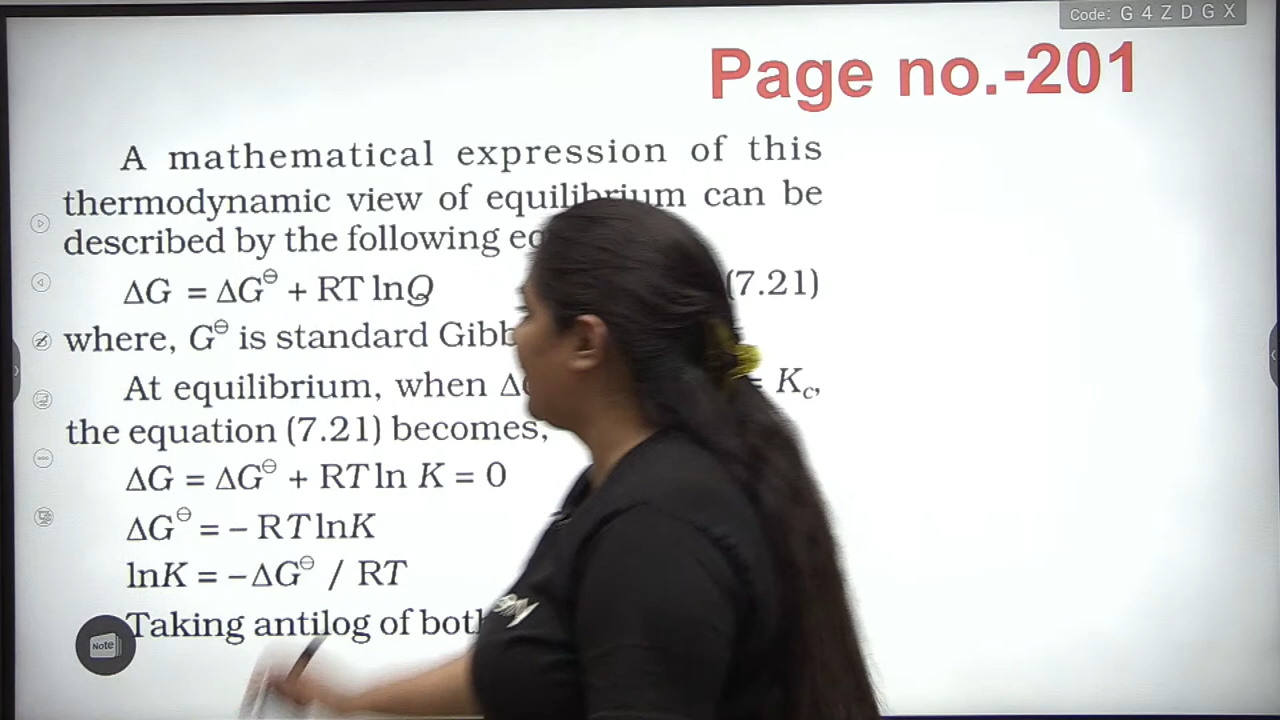 Code: G 4 Z D G X
Page no.-201
A mathematical expression of this
thermodynamic view of equilibrium can be
described by the following
ΔG = ΔG⊖ + RT lnQ (7.21)
where, G⊖ is standard
At equilibrium, when = Kc,
the equation (7.21) becomes,
ΔG = ΔG⊖ + RT ln K = 0
ΔG⊖ = – RT lnK
lnK = – ΔG⊖ / RT
Taking antilog of
Note